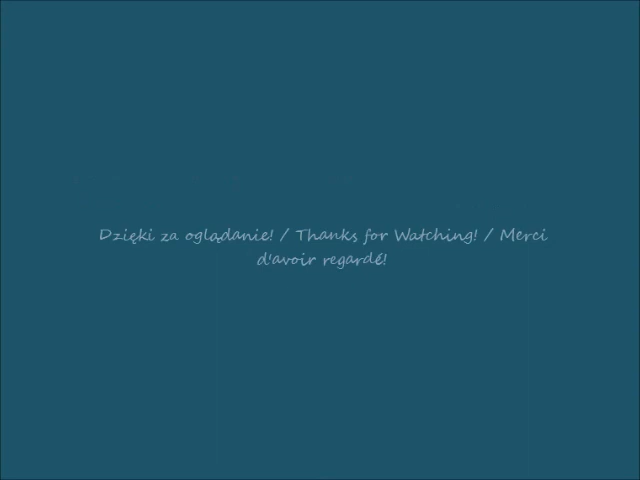 Dzięki za oglądanie! / Thanks for Watching! / Merci
d'avoir regardé!